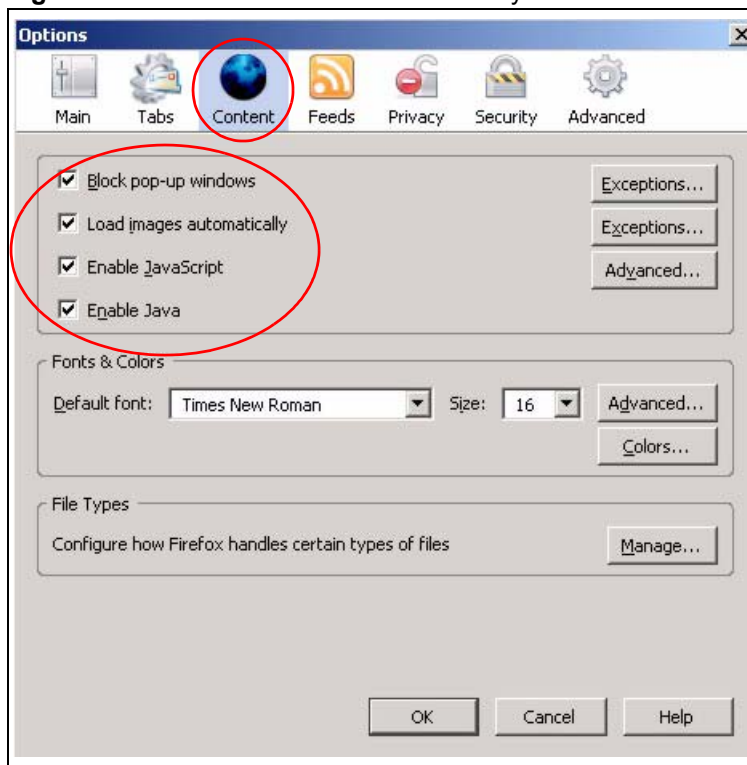 Options
Main Tabs Content Feeds Privacy Security Advanced
Block pop-up windows Exceptions...
Load images automatically Exceptions...
Enable JavaScript Advanced...
Enable Java
Fonts & Colors
Default font: Times New Roman Size: 16 Advanced...
Colors...
File Types
Configure how Firefox handles certain types of files Manage...
OK Cancel Help